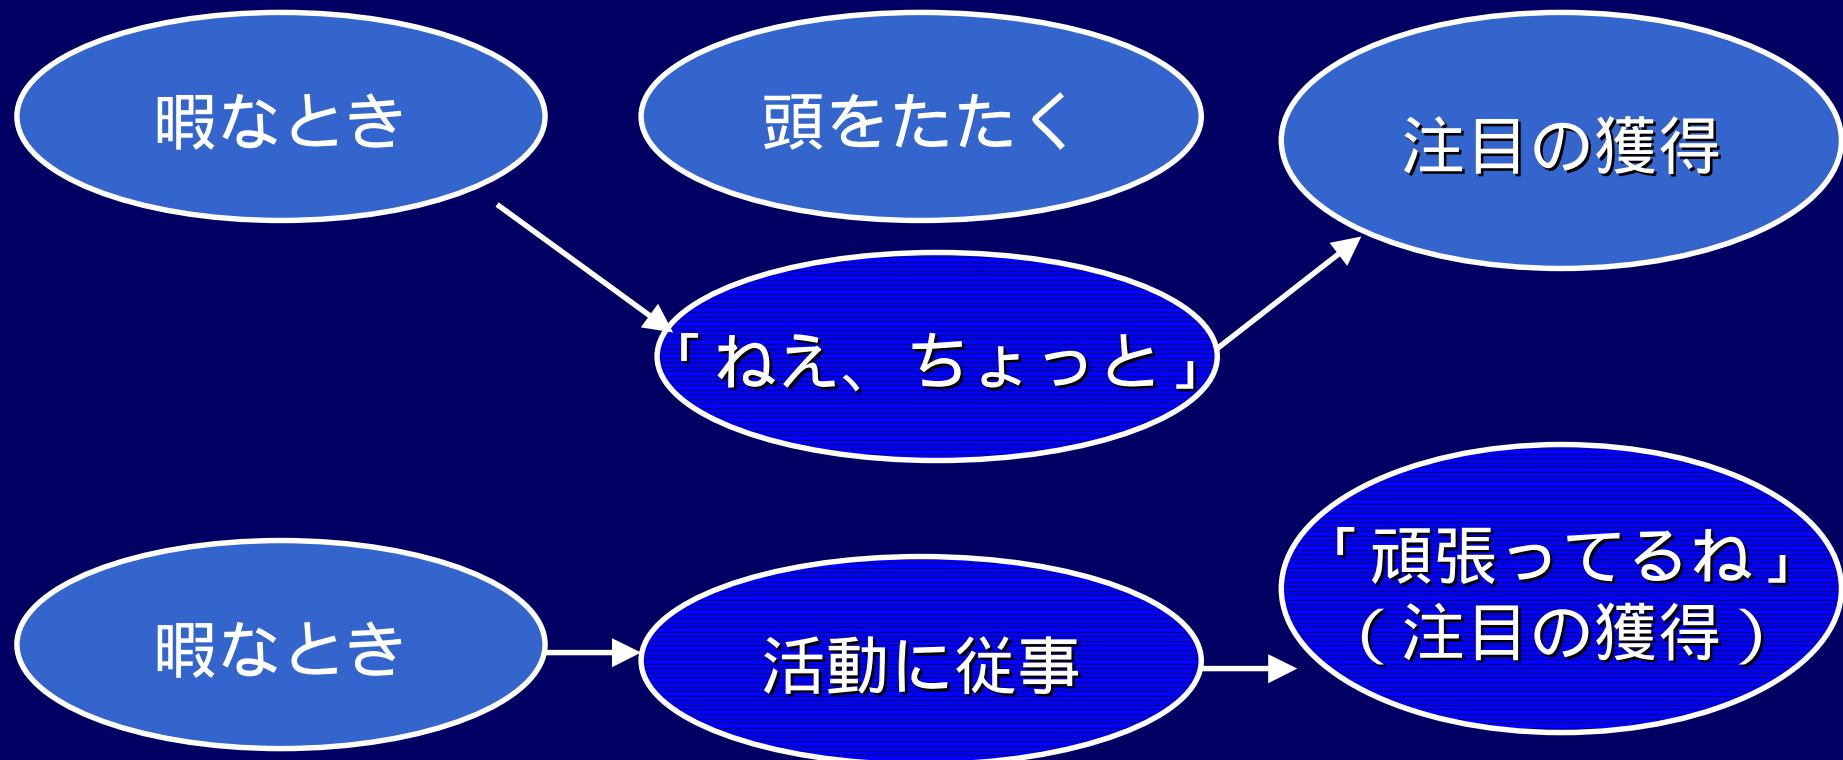 暇なとき
頭をたたく
注目の獲得
「ねえ、ちょっと」
暇なとき
活動に従事
「頑張ってるね」
(注目の獲得)